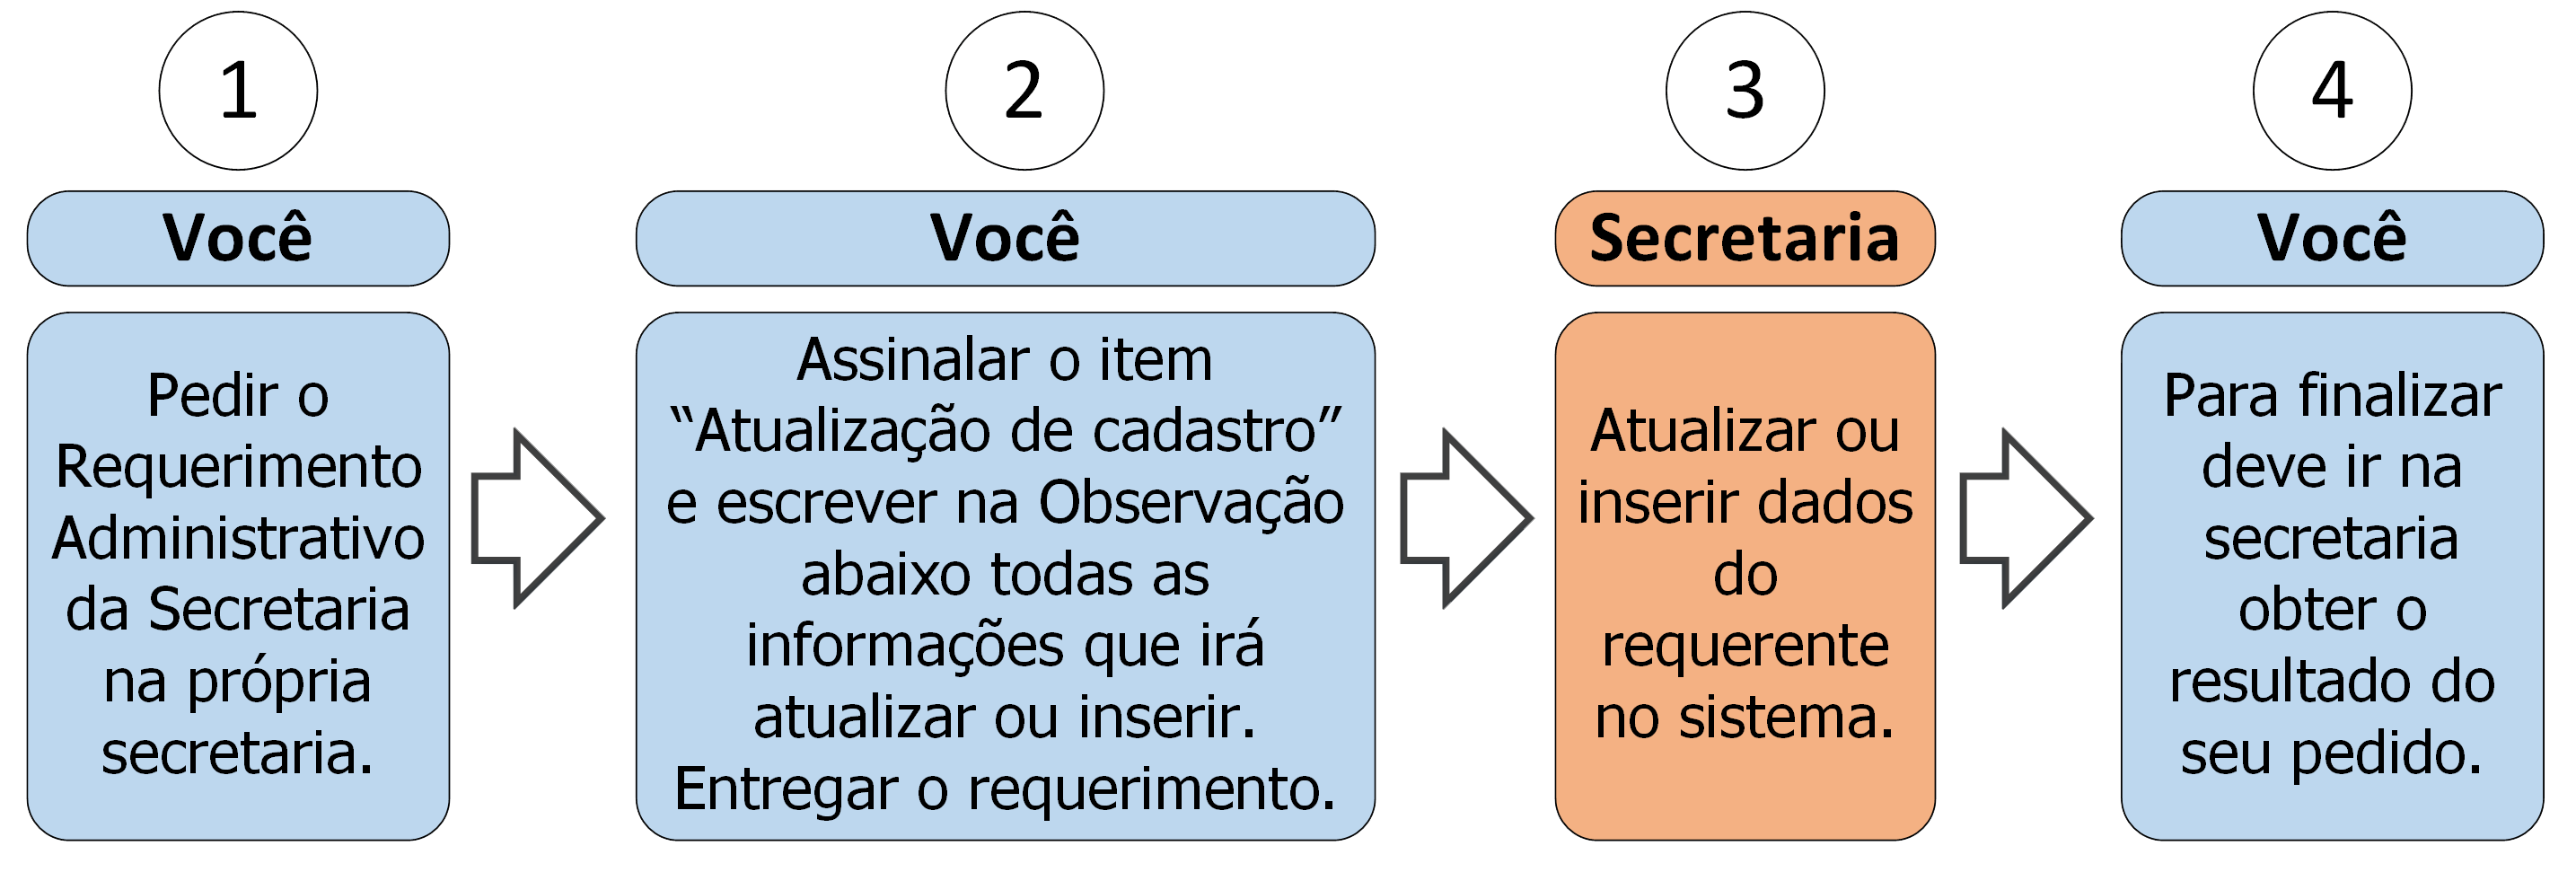 1
Você
Pedir o
Requerimento
Administrativo
da Secretaria
na própria
secretaria.
2
Você
Assinalar o item
“Atualização de cadastro”
e escrever na Observação
abaixo todas as
informações que irá
atualizar ou inserir.
Entregar o requerimento.
3
Secretaria
Atualizar ou
inserir dados
do
requerente
no sistema.
4
Você
Para finalizar
deve ir na
secretaria
obter o
resultado do
seu pedido.